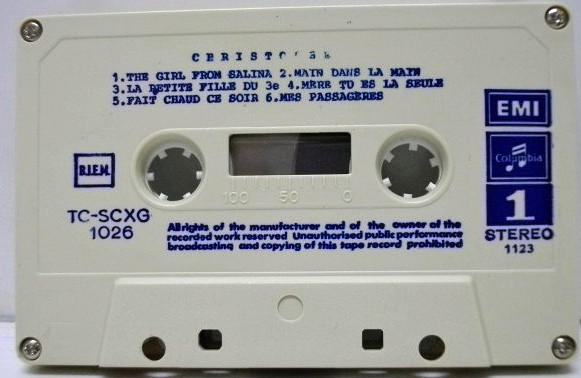 1.THE GIRL FROM SALINA 2.MAIN DANS LA MAIN
3.LA PETITE FILLE DU 3e 4.MERE TU ES LA SEULE
5.FAIT CHAUD CE SOIR 6.MES PASSAGERES
EMI
Columbia
1
STEREO
1123
B.I.E.M.
TC-SCXG
1026
100 50 0
All rights of the manufacturer and of the owner of the
recorded work reserved Unauthorised public performance
broadcasting and copying of this tape record prohibited